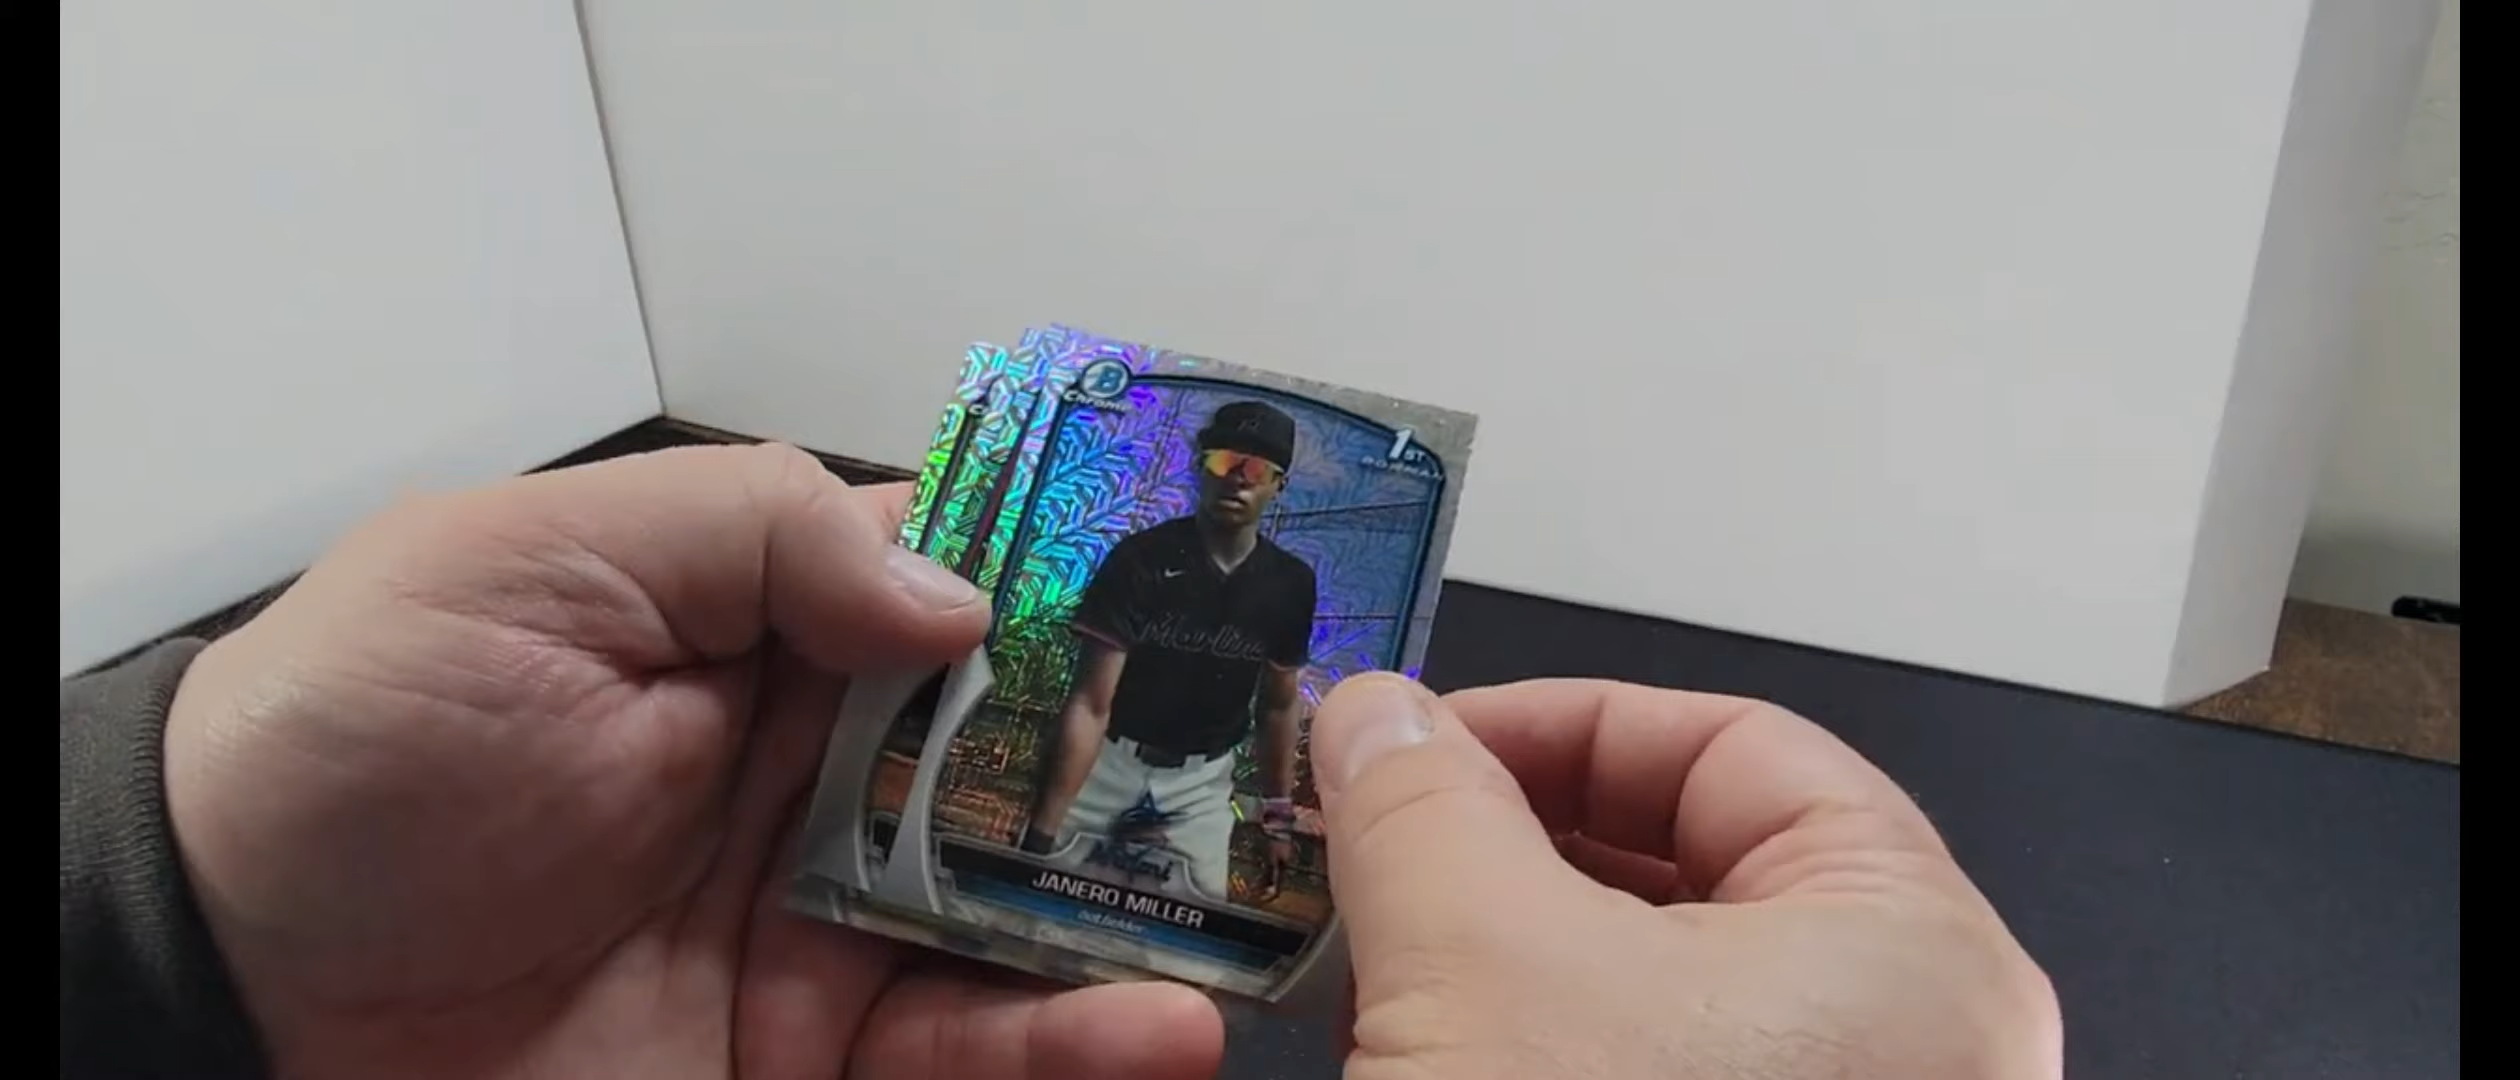 B
Chrome
1ST
BOWMAN
Marlins
JANERO MILLER
outfielder